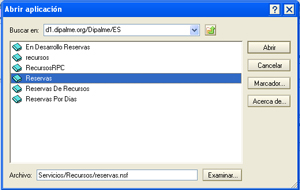 Abrir aplicación
Buscar en: d1.dipalme.org/Dipalme/ES
En Desarrollo Reservas
recursos
RecursosRPC
Reservas
Reservas De Recursos
Reservas Por Dias
Abrir
Cancelar
Marcador...
Acerca de...
Archivo: Servicios/Recursos/reservas.nsf
Examinar...